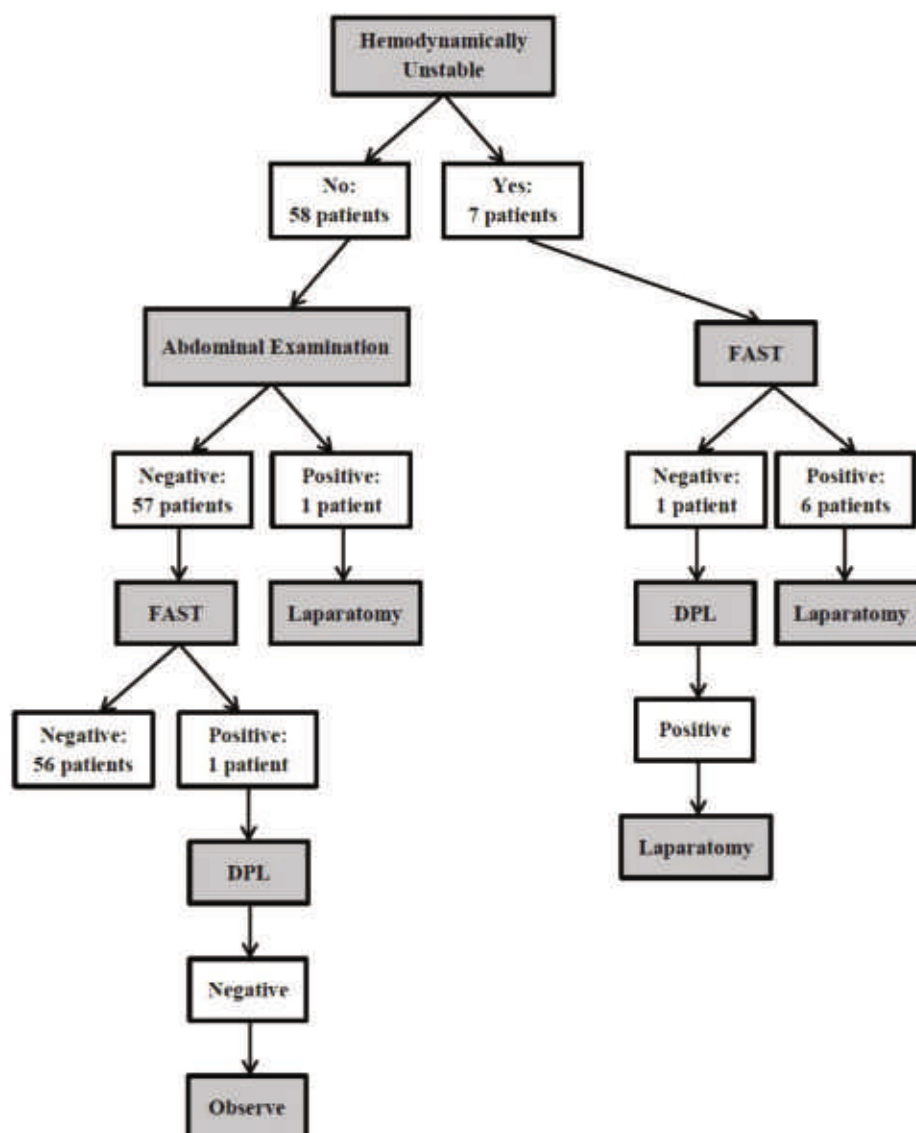 Hemodynamically
Unstable
No:
58 patients
Yes:
7 patients
Abdominal Examination
FAST
Negative:
57 patients
Positive:
1 patient
Negative:
1 patient
Positive:
6 patients
FAST
Laparatomy
DPL
Laparatomy
Negative:
56 patients
Positive:
1 patient
Positive
DPL
Laparatomy
Negative
Observe